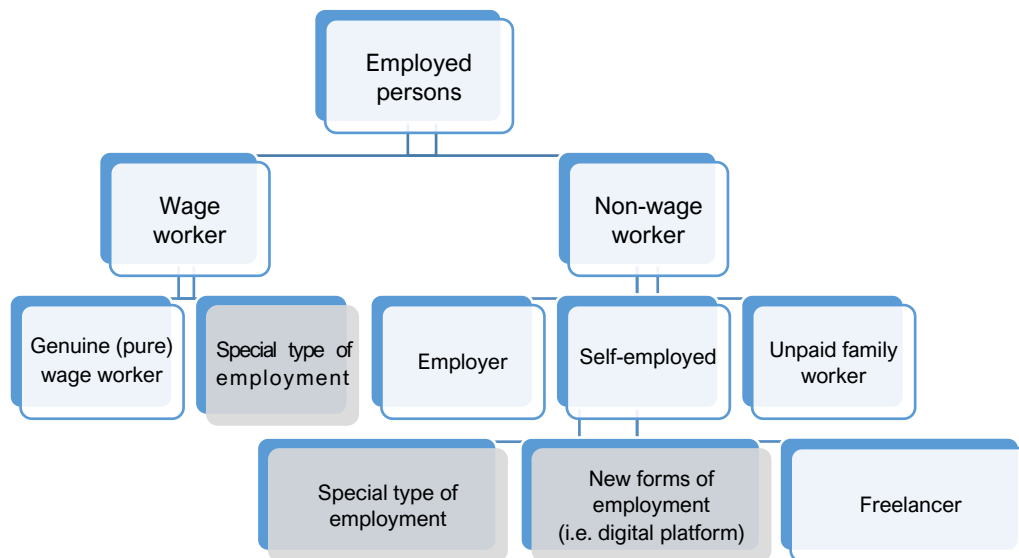 Employed
persons
Wage
worker
Non-wage
worker
Genuine (pure)
wage worker
Special type of
employment
Employer
Self-employed
Unpaid family
worker
Special type of
employment
New forms of
employment
(i.e. digital platform)
Freelancer